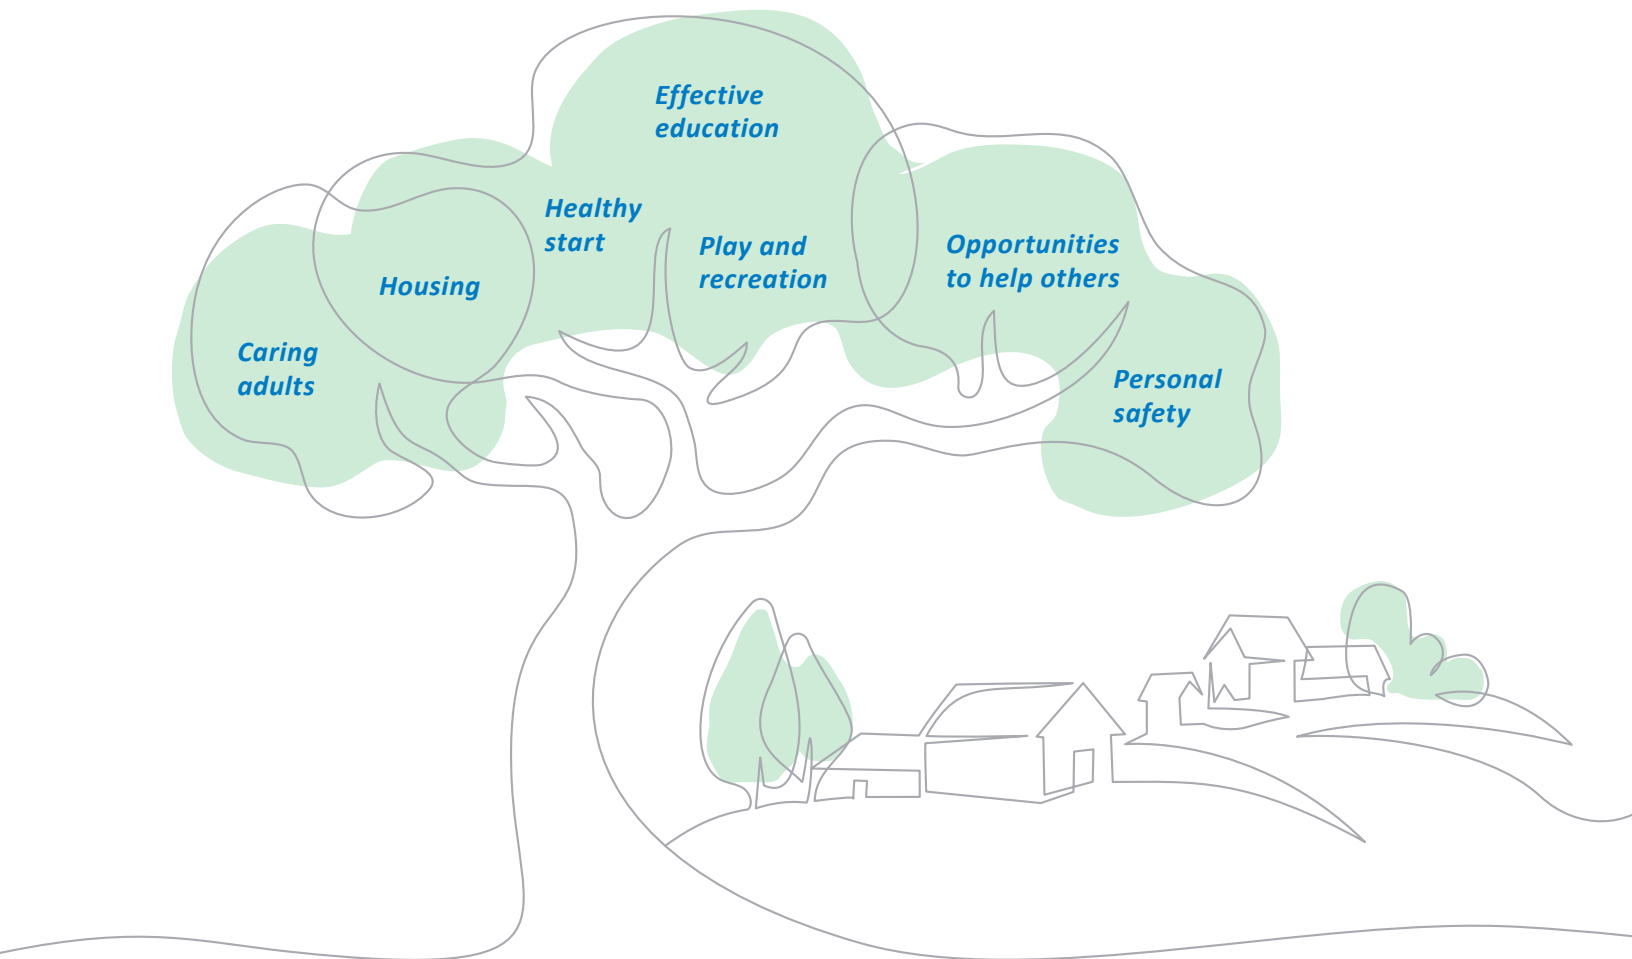 Effective
education
Healthy
start
Play and
recreation
Opportunities
to help others
Housing
Caring
adults
Personal
safety